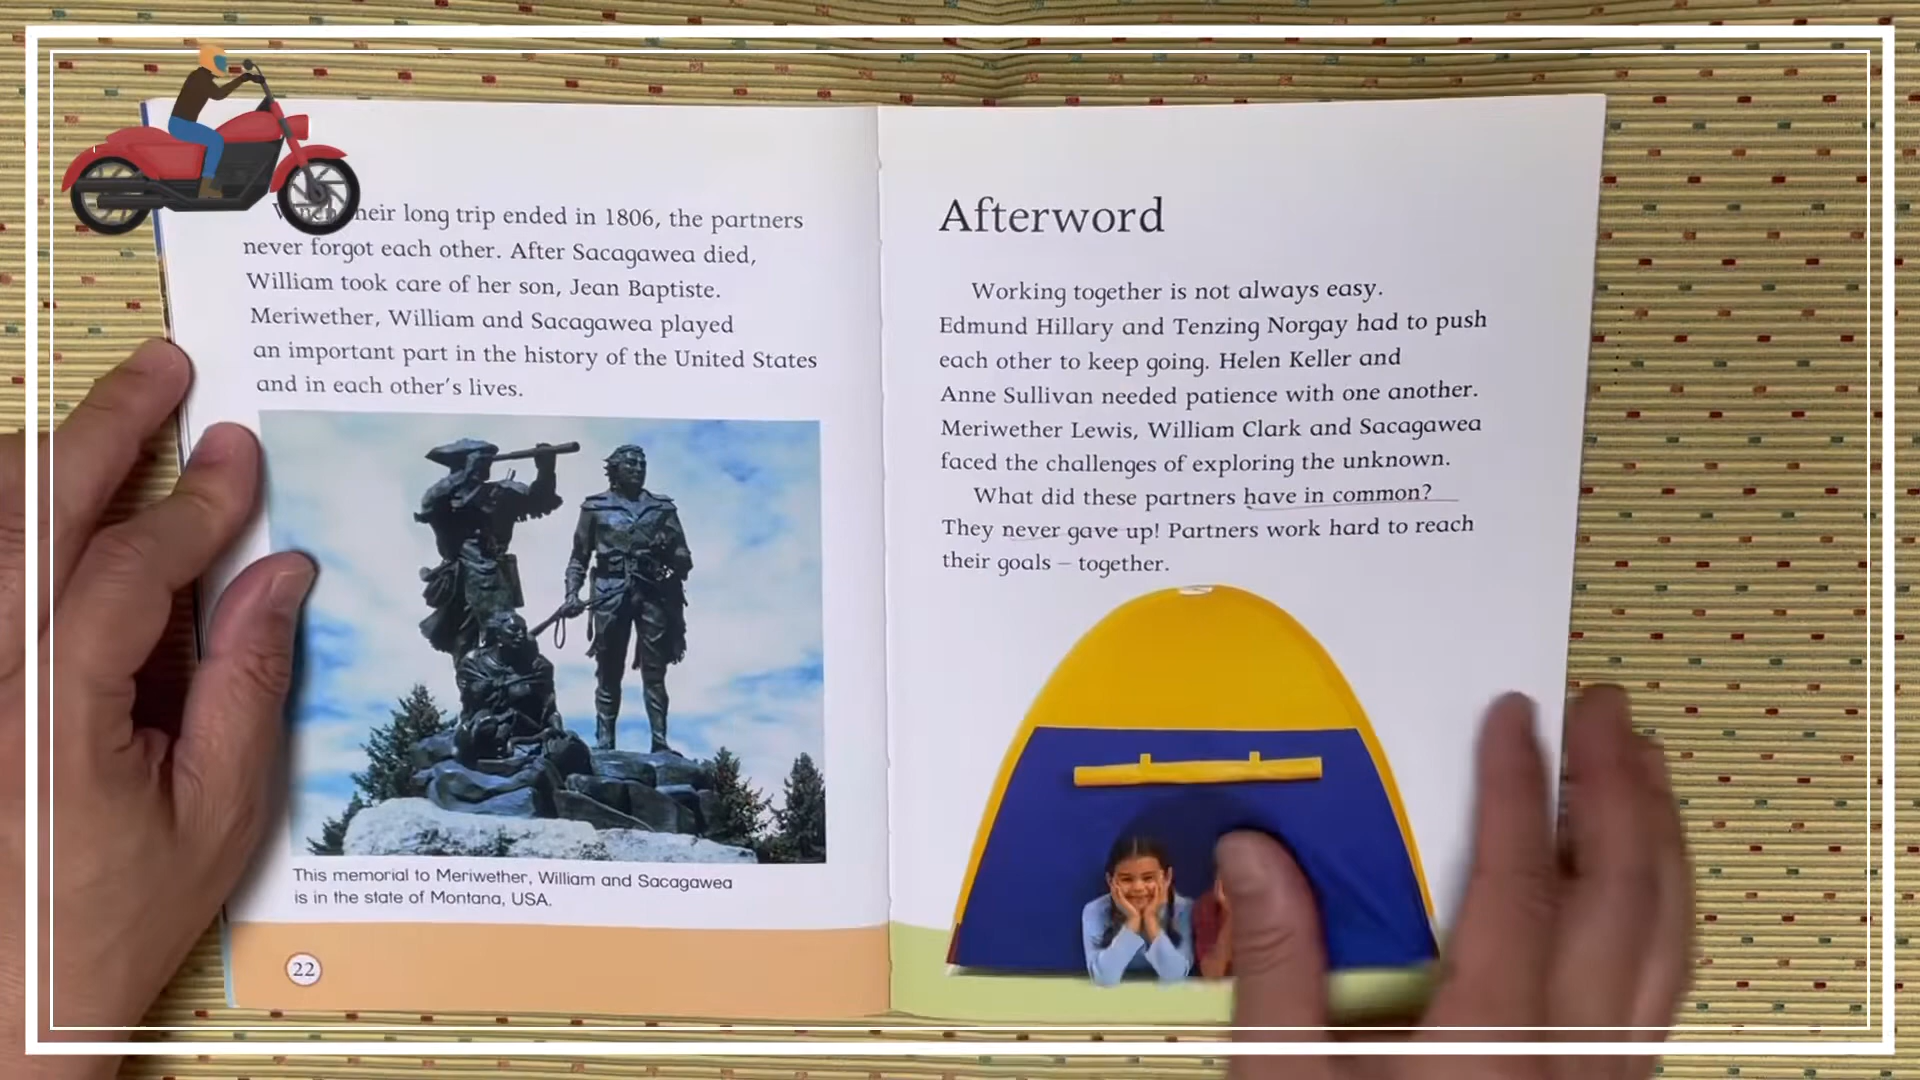 When their long trip ended in 1806, the partners
never forgot each other. After Sacagawea died,
William took care of her son, Jean Baptiste.
Meriwether, William and Sacagawea played
an important part in the history of the United States
and in each other's lives.
This memorial to Meriwether, William and Sacagawea
is in the state of Montana, USA.
22
Afterword
Working together is not always easy.
Edmund Hillary and Tenzing Norgay had to push
each other to keep going. Helen Keller and
Anne Sullivan needed patience with one another.
Meriwether Lewis, William Clark and Sacagawea
faced the challenges of exploring the unknown.
What did these partners have in common?
They never gave up! Partners work hard to reach
their goals – together.